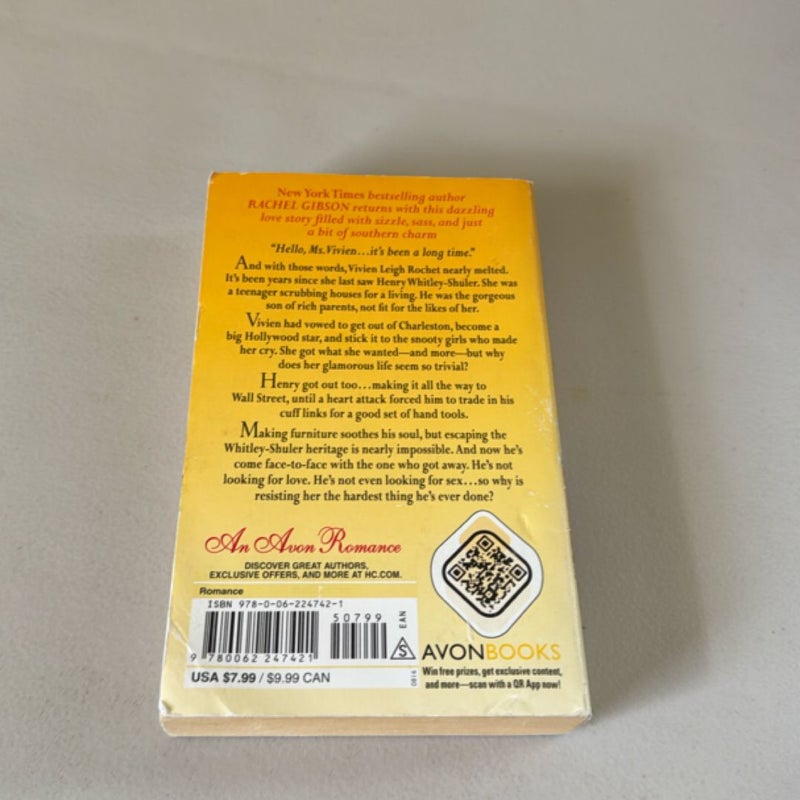 New York Times bestselling author
RACHEL GIBSON returns with this dazzling
love story filled with sizzle, sass, and just
a bit of southern charm
"Hello, Ms. Vivien...it's been a long time."
And with those words, Vivien Leigh Rochet nearly melted.
It's been years since she last saw Henry Whitley-Shuler. She was
a teenager scrubbing houses for a living. He was the gorgeous
son of rich parents, not fit for the likes of her.
Vivien had vowed to get out of Charleston, become a
big Hollywood star, and stick it to the snooty girls who made
her cry. She got what she wanted—and more—but why
does her glamorous life seem so trivial?
Henry got out too...making it all the way to
Wall Street, until a heart attack forced him to trade in his
cuff links for a good set of hand tools.
Making furniture soothes his soul, but escaping the
Whitley-Shuler heritage is nearly impossible. And now he's
come face-to-face with the one who got away. He's not
looking for love. He's not even looking for sex...so why is
resisting her the hardest thing he's ever done?
An Avon Romance
DISCOVER GREAT AUTHORS,
EXCLUSIVE OFFERS, AND MORE AT HC.COM.
Romance
ISBN 978-0-06-224742-1
50799
EAN
9 780062 247421
S
USA $7.99 / $9.99 CAN
0816
AVONBOOKS
Win free prizes, get exclusive content,
and more—scan with a QR App now!